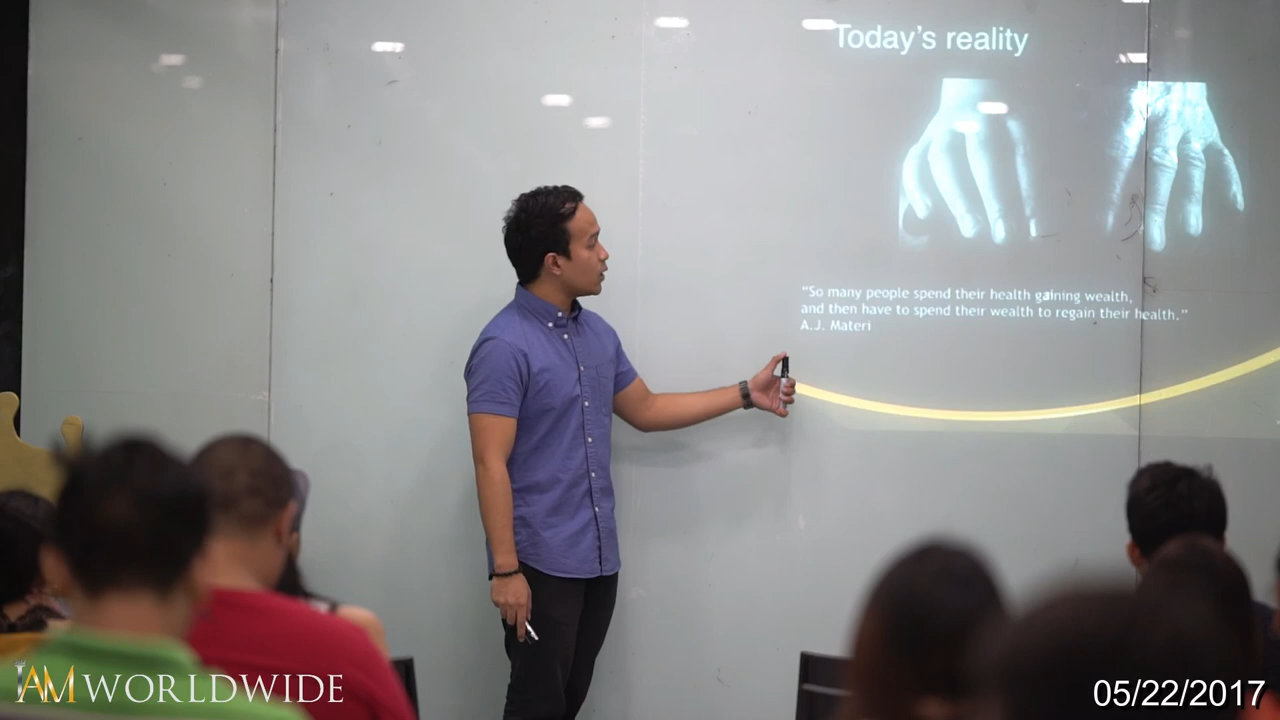 Today's reality
"So many people spend their health gaining wealth,
and then have to spend their wealth to regain their health."
A.J. Materi
IAM WORLDWIDE
05/22/2017